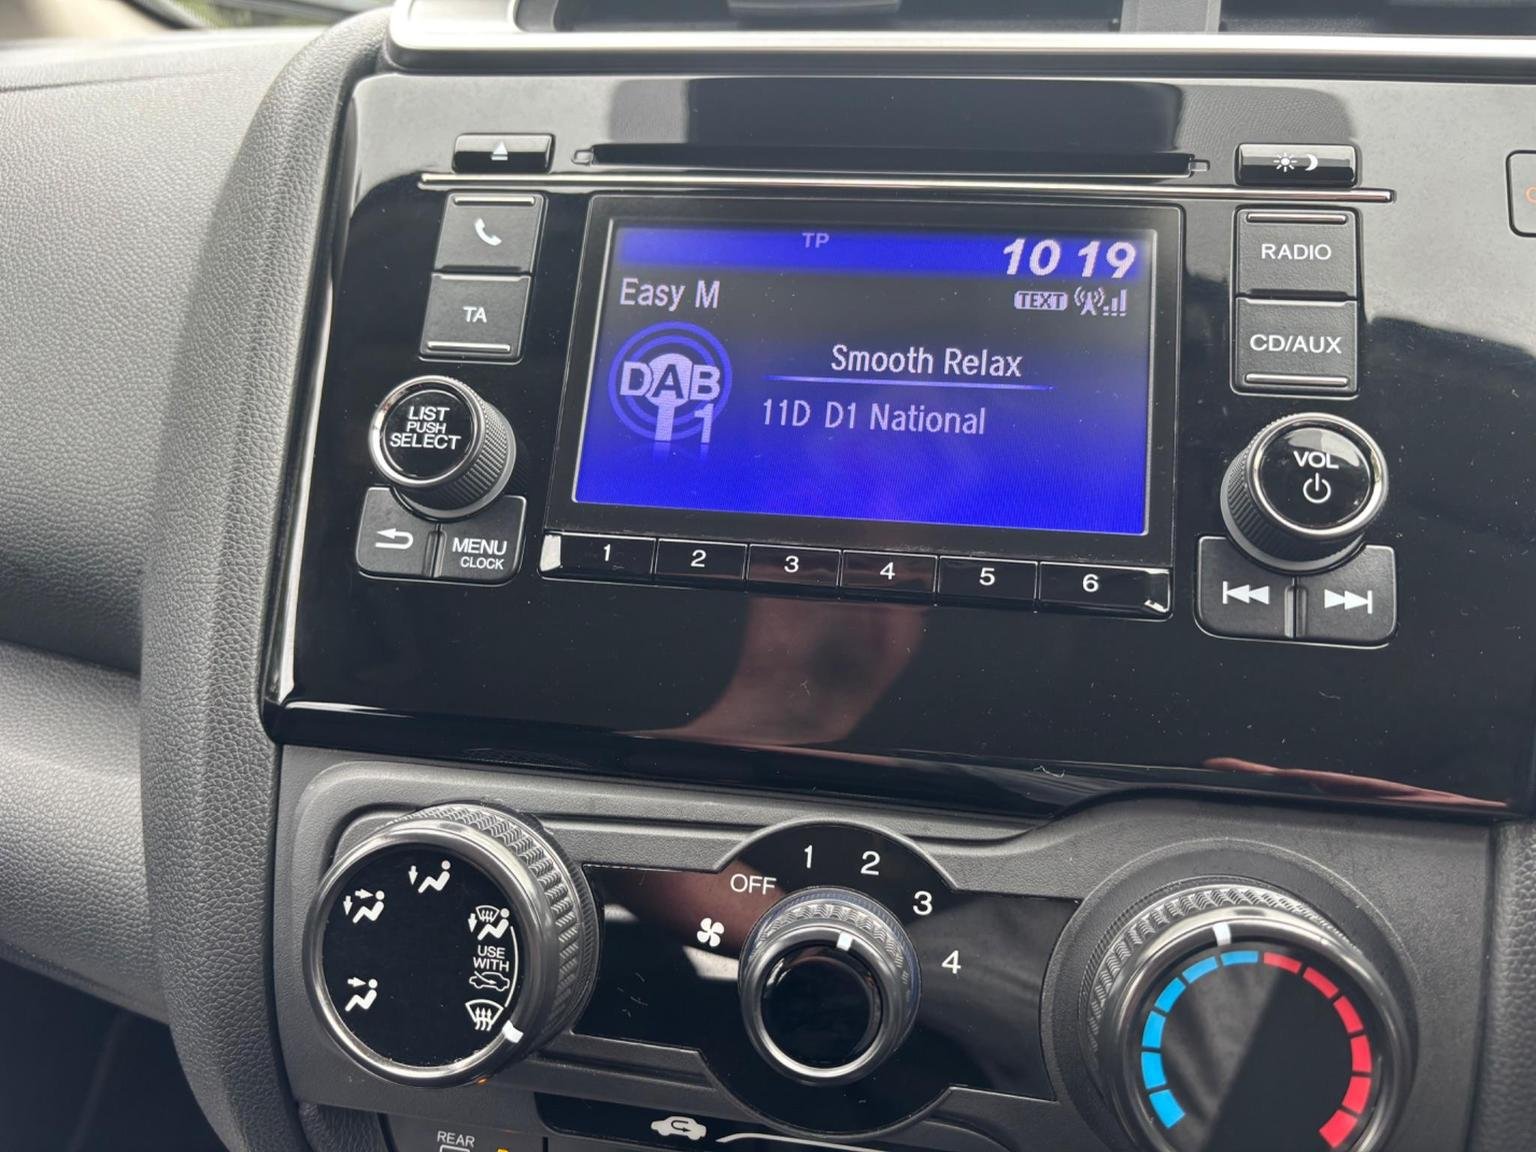 TP
10 19
Easy M
TEXT
DAB
1
Smooth Relax
11D D1 National
TA
RADIO
CD/AUX
LIST
PUSH
SELECT
VOL
MENU
CLOCK
1 2 3 4 5 6
OFF 1 2 3 4
USE
WITH
REAR